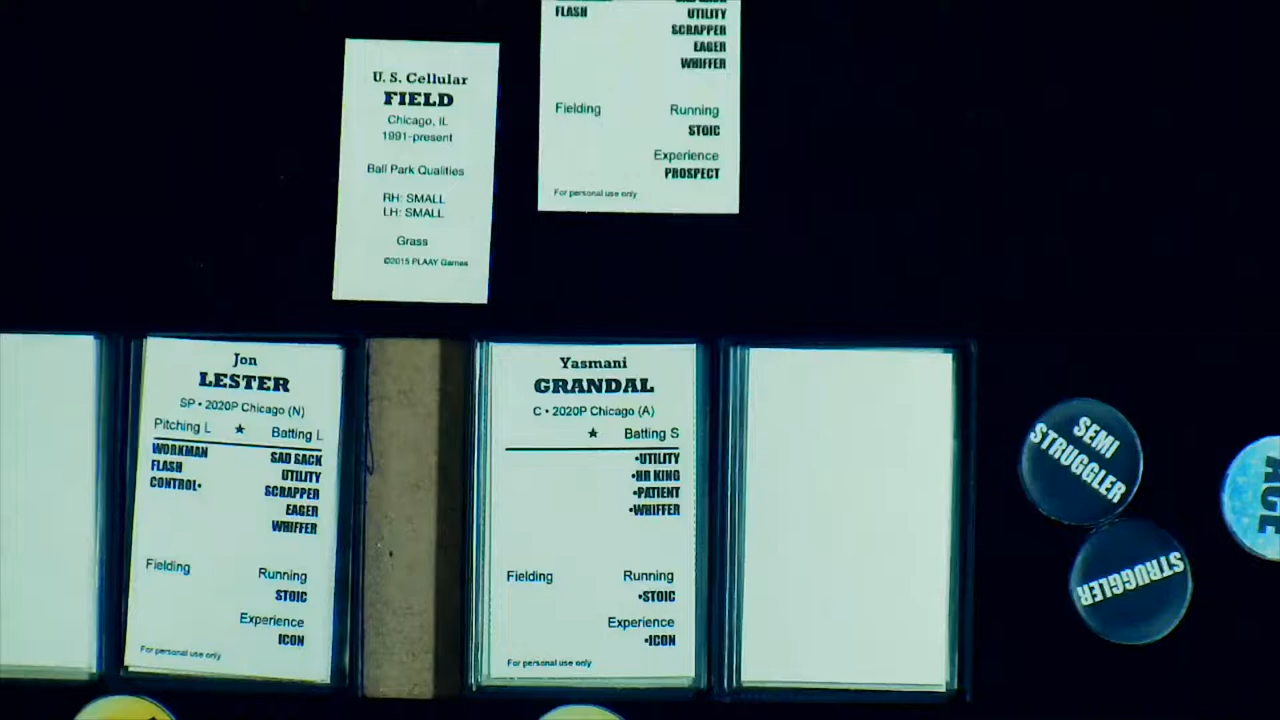 U. S. Cellular
FIELD
Chicago, IL
1991-present
Ball Park Qualities
RH: SMALL
LH: SMALL
Grass
©2015 PLAAY Games
FLASH
UTILITY
SCRAPPER
EAGER
WHIFFER
Fielding Running
STOIC
Experience
PROSPECT
For personal use only
Jon
LESTER
SP • 2020P Chicago (N)
Pitching L ★ Batting L
WORKMAN SAD SACK
FLASH UTILITY
CONTROL• SCRAPPER
EAGER
WHIFFER
Fielding Running
STOIC
Experience
ICON
For personal use only
Yasmani
GRANDAL
C • 2020P Chicago (A)
★ Batting S
•UTILITY
•HR KING
•PATIENT
•WHIFFER
Fielding Running
•STOIC
Experience
•ICON
For personal use only
SEMI
STRUGGLER
STRUGGLER
ACE